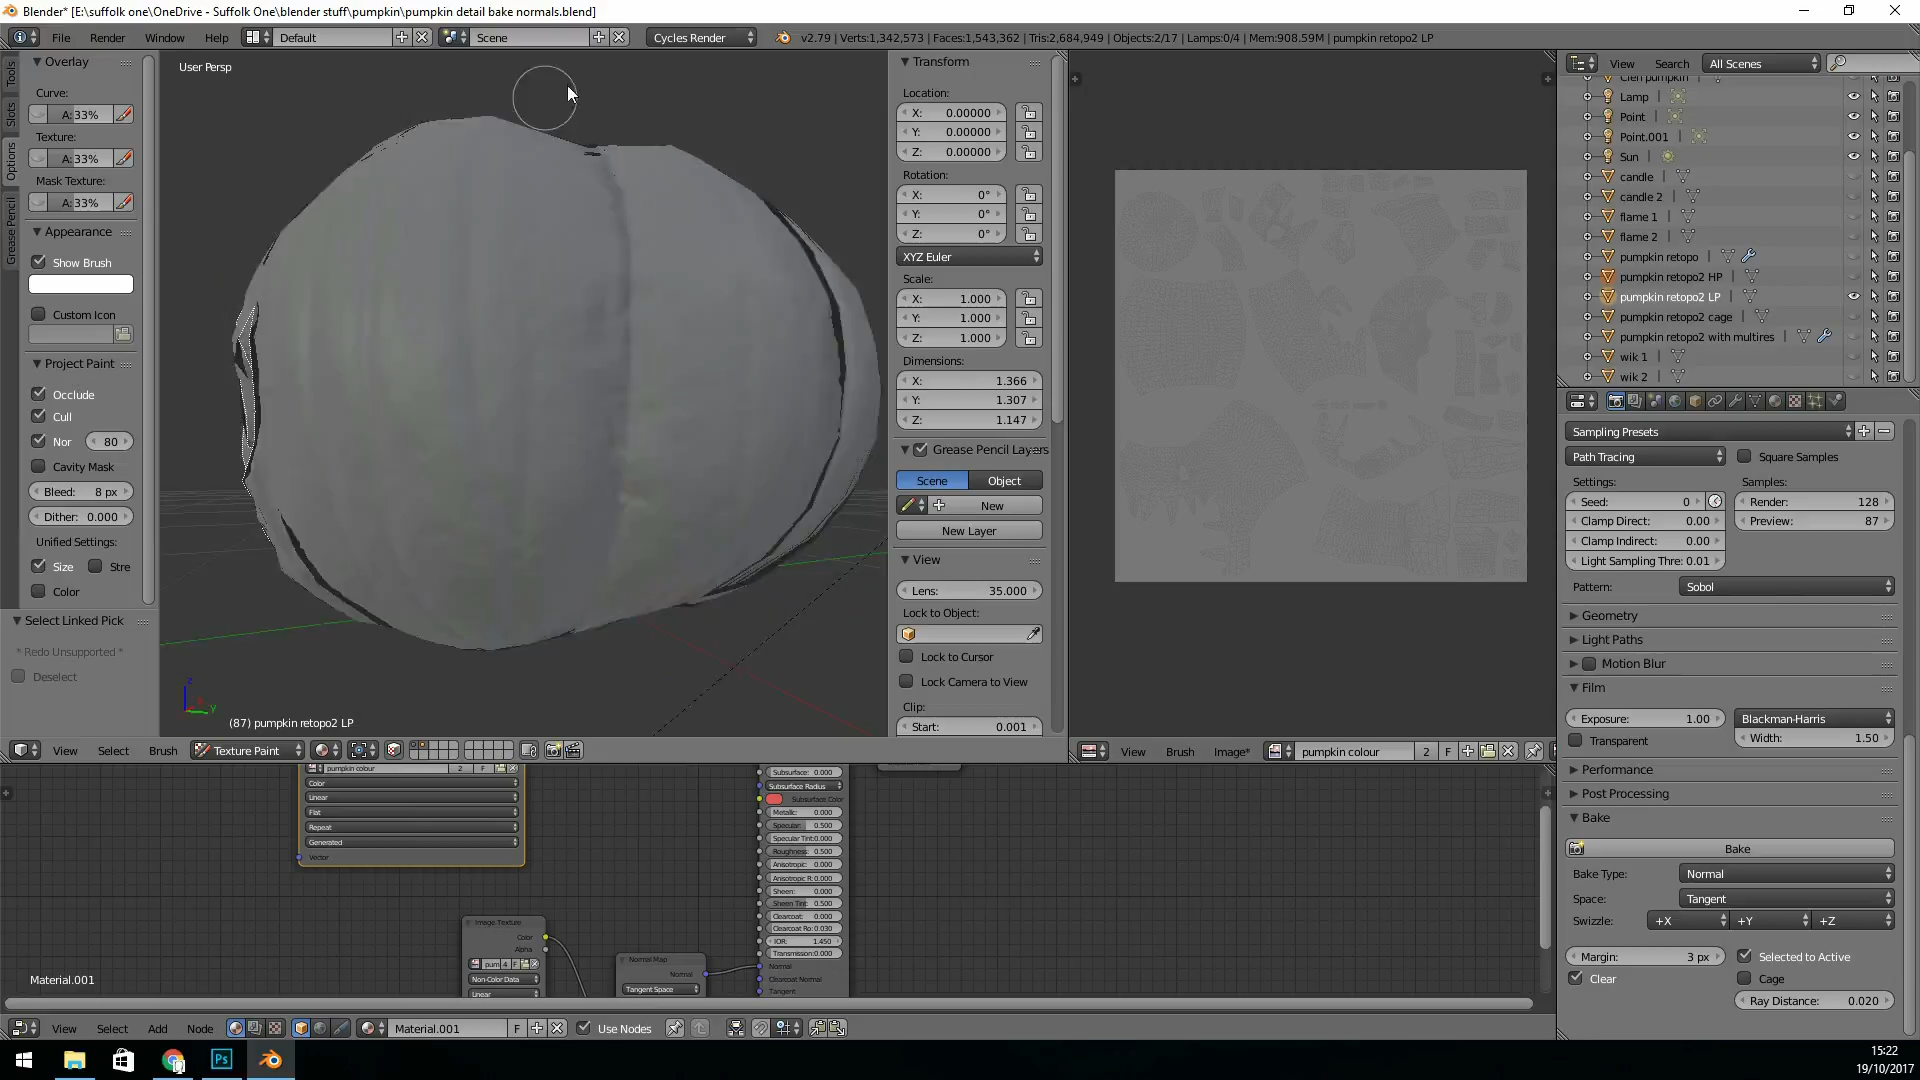 Blender* [E:\suffolk one\OneDrive - Suffolk One\blender stuff\pumpkin\pumpkin detail bake normals.blend]
File Render Window Help Default Scene Cycles Render v2.79 | Verts:1,342,573 | Faces:1,543,362 | Tris:2,684,949 | Objects:2/17 | Lamps:0/4 | Mem:908.59M | pumpkin retopo2 LP
Tools
Slots
Options
Grease Pencil
Overlay
Curve:
A: 33%
Texture:
A: 33%
Mask Texture:
A: 33%
Appearance
Show Brush
Custom Icon
Project Paint
Occlude
Cull
Nor 80
Cavity Mask
Bleed: 8 px
Dither: 0.000
Unified Settings:
Size Stre
Color
Select Linked Pick
* Redo Unsupported *
Deselect
User Persp
(87) pumpkin retopo2 LP
z
y
Transform
Location:
X: 0.00000
Y: 0.00000
Z: 0.00000
Rotation:
X: 0°
Y: 0°
Z: 0°
XYZ Euler
Scale:
X: 1.000
Y: 1.000
Z: 1.000
Dimensions:
X: 1.366
Y: 1.307
Z: 1.147
Grease Pencil Layers
Scene Object
New
New Layer
View
Lens: 35.000
Lock to Object:
Lock to Cursor
Lock Camera to View
Clip:
Start: 0.001
View Select Brush Texture Paint
View Brush Image* pumpkin colour 2 F
View Search All Scenes
Clen pumpkin
Lamp
Point
Point.001
Sun
candle
candle 2
flame 1
flame 2
pumpkin retopo
pumpkin retopo2 HP
pumpkin retopo2 LP
pumpkin retopo2 cage
pumpkin retopo2 with multires
wik 1
wik 2
Sampling Presets
Path Tracing Square Samples
Settings: Samples:
Seed: 0 Render: 128
Clamp Direct: 0.00 Preview: 87
Clamp Indirect: 0.00
Light Sampling Thre: 0.01
Pattern: Sobol
Geometry
Light Paths
Motion Blur
Film
Exposure: 1.00 Blackman-Harris
Transparent Width: 1.50
Performance
Post Processing
Bake
Bake
Bake Type: Normal
Space: Tangent
Swizzle: +X +Y +Z
Margin: 3 px Selected to Active
Clear Cage
Ray Distance: 0.020
pumpkin colour 2 F
Color
Linear
Flat
Repeat
Generated
Vector
Image Texture
Color
Alpha
pum 4 F
Non-Color Data
Linear
Normal Map
Normal
Tangent Space
Subsurface: 0.000
Subsurface Radius
Subsurface Color
Metallic: 0.000
Specular: 0.500
Specular Tint:0.000
Roughness: 0.500
Anisotropic: 0.000
Anisotropic R: 0.000
Sheen: 0.000
Sheen Tint: 0.500
Clearcoat: 0.000
Clearcoat Ro: 0.030
IOR: 1.450
Transmission:0.000
Normal
Clearcoat Normal
Tangent
Material.001
View Select Add Node Material.001 F Use Nodes
Ps
15:22
19/10/2017